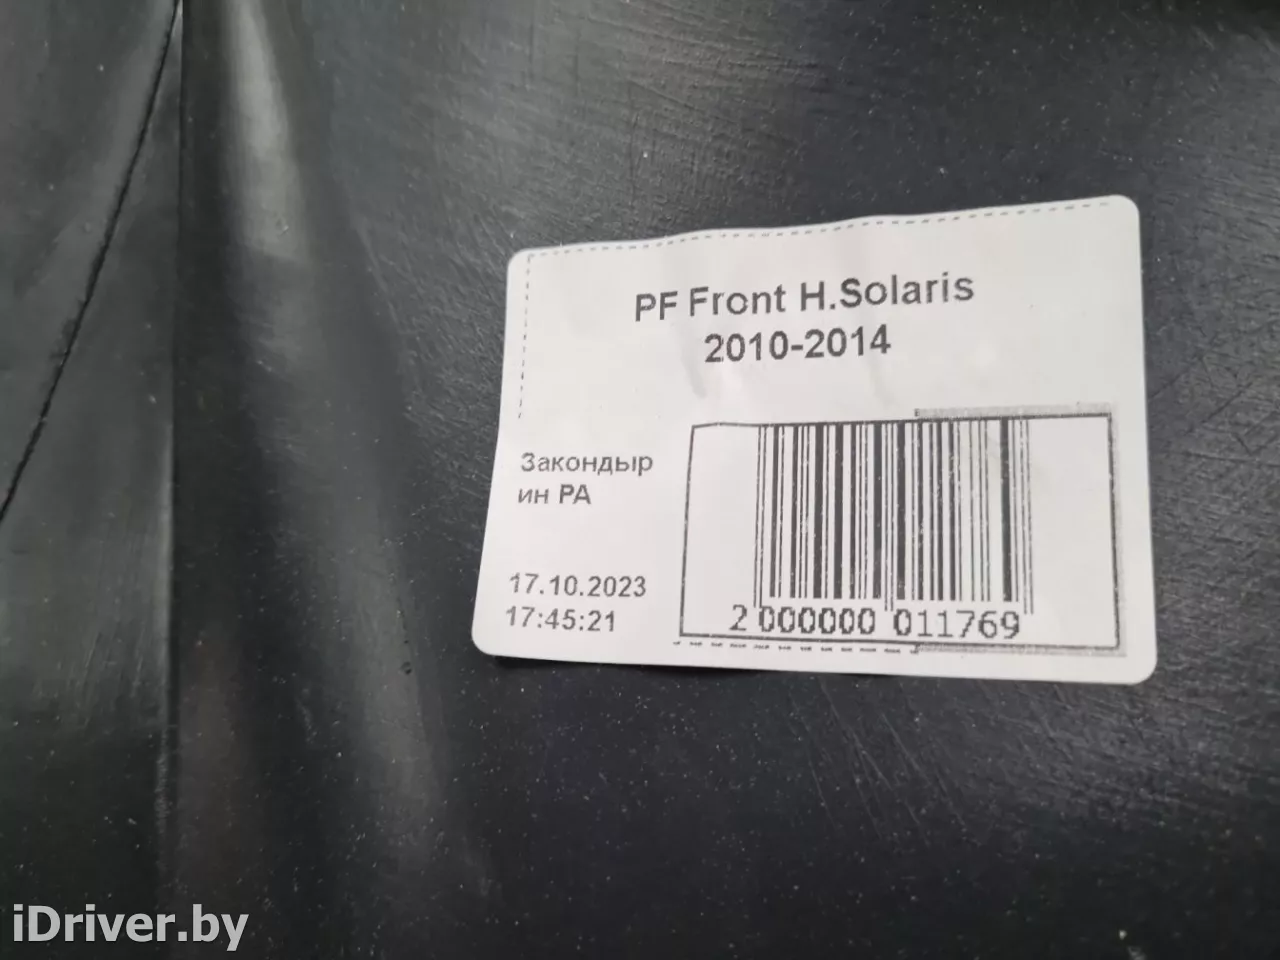 PF Front H.Solaris
2010-2014
Закондыр
ин РА
17.10.2023
17:45:21
2 000000 011769
iDriver.by